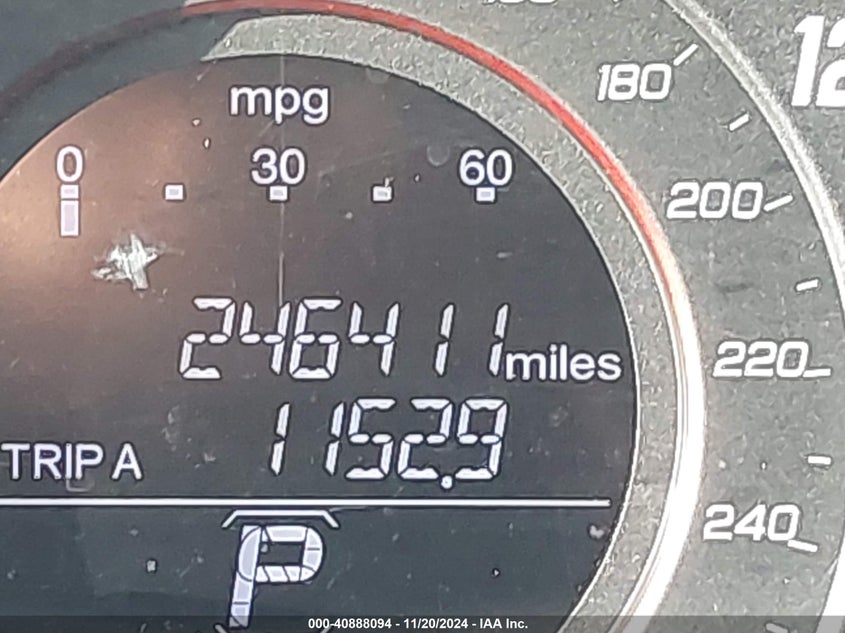 mpg
0 30 60
180
200
246411 miles
220
TRIP A 1152.9
240
P
000-40888094 - 11/20/2024 - IAA Inc.